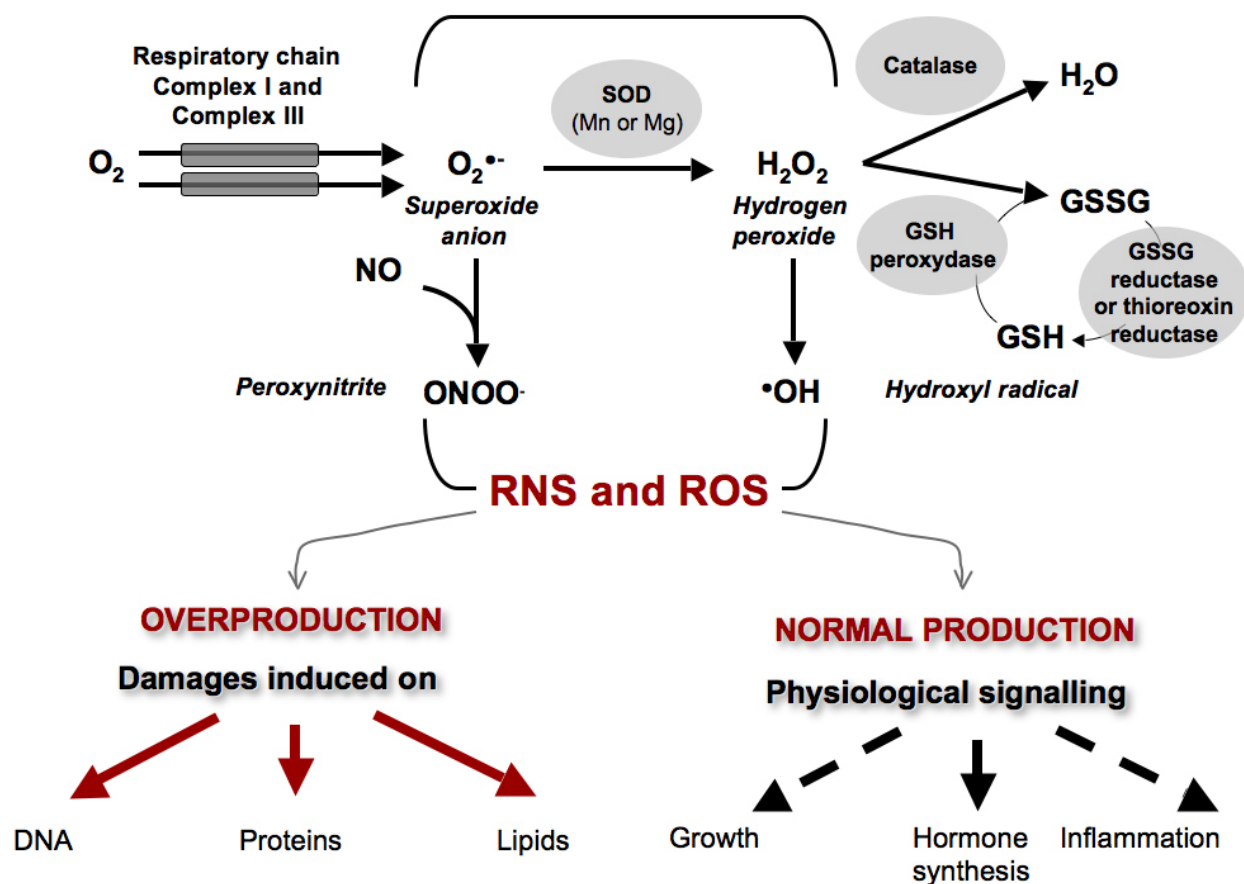 Respiratory chain
Complex I and
Complex III
O₂
O₂•-
Superoxide
anion
SOD
(Mn or Mg)
H₂O₂
Hydrogen
peroxide
Catalase
H₂O
GSSG
GSH
peroxydase
GSSG
reductase
or thioreoxin
reductase
GSH
NO
Peroxynitrite
ONOO-
•OH
Hydroxyl radical
RNS and ROS
OVERPRODUCTION
Damages induced on
DNA
Proteins
Lipids
NORMAL PRODUCTION
Physiological signalling
Growth
Hormone
synthesis
Inflammation